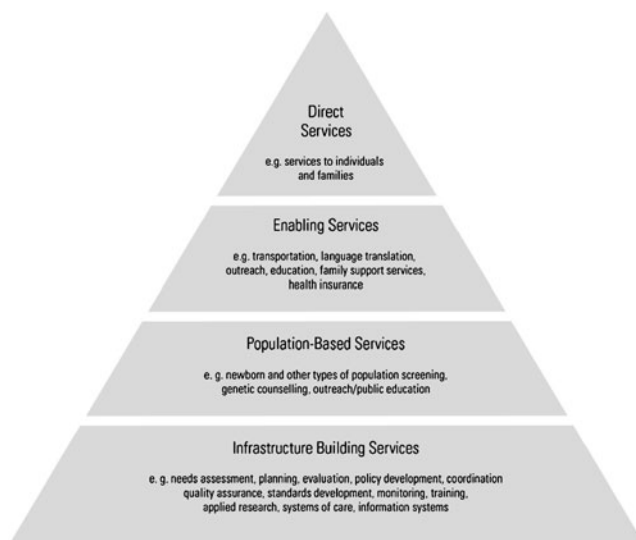 Direct
Services
e.g. services to individuals
and families
Enabling Services
e.g. transportation, language translation,
outreach, education, family support services,
health insurance
Population-Based Services
e. g. newborn and other types of population screening,
genetic counselling, outreach/public education
Infrastructure Building Services
e. g. needs assessment, planning, evaluation, policy development, coordination
quality assurance, standards development, monitoring, training,
applied research, systems of care, information systems